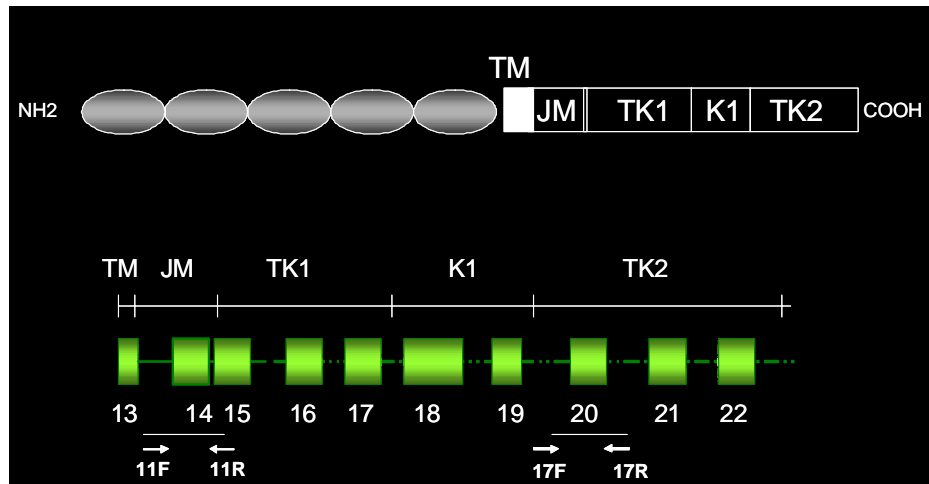 TM
NH2 JM TK1 K1 TK2 COOH
TM JM TK1 K1 TK2
13 14 15 16 17 18 19 20 21 22
11F 11R 17F 17R